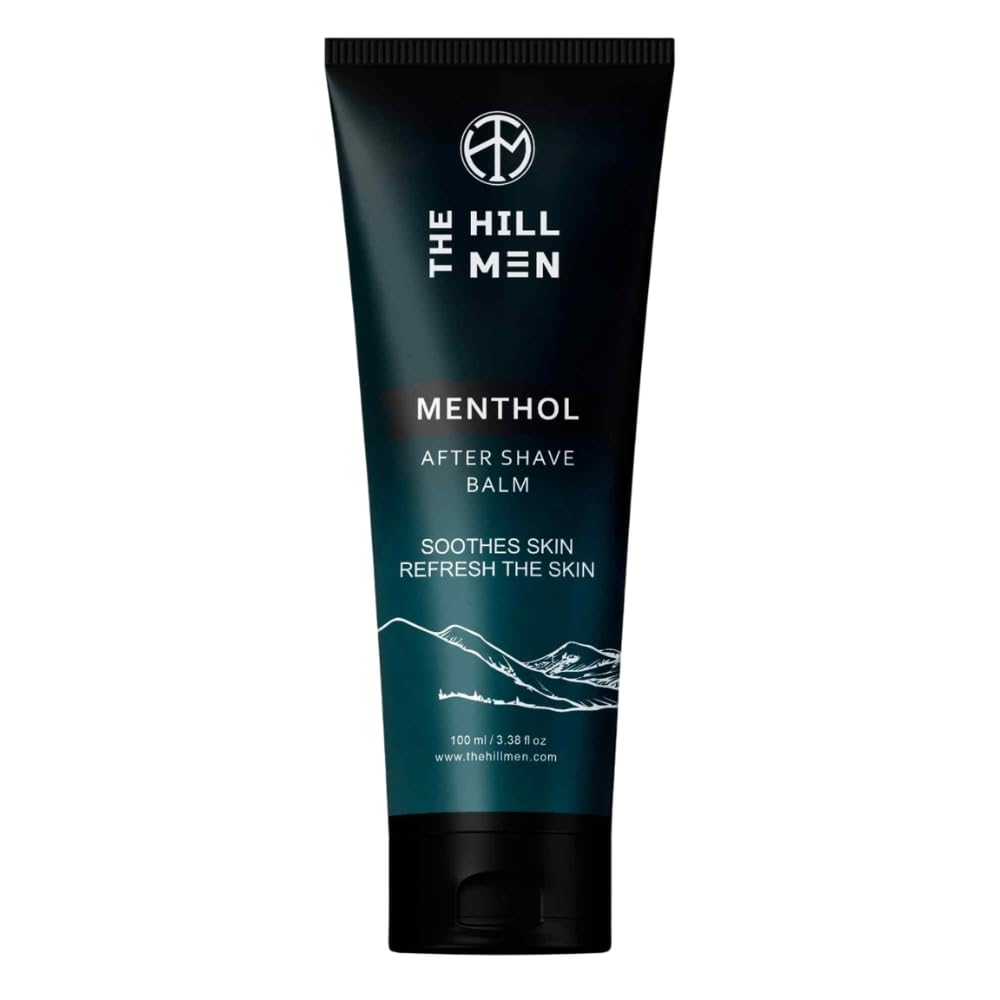 THE HILL
MEN
MENTHOL
AFTER SHAVE
BALM
SOOTHES SKIN
REFRESH THE SKIN
100 ml / 3.38 fl oz
www.thehillmen.com